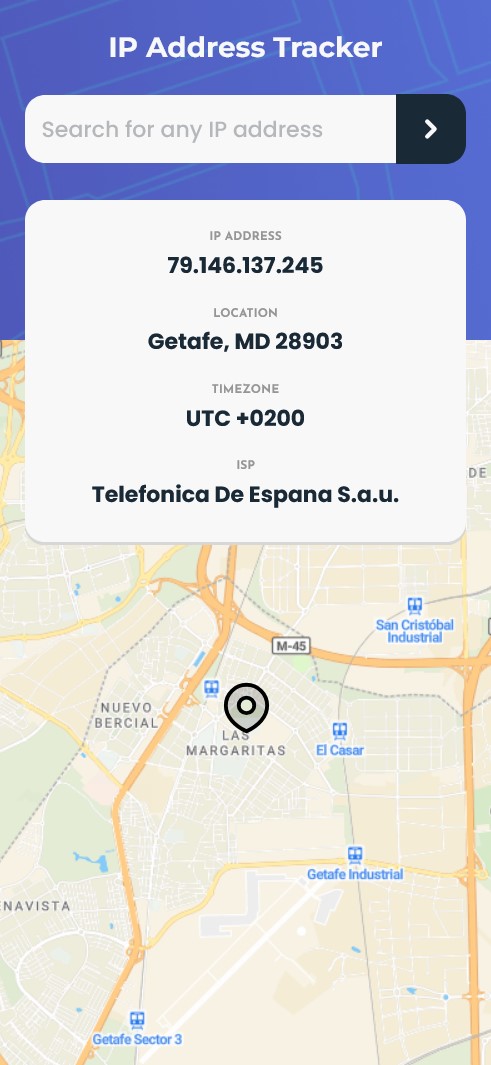 IP Address Tracker
Search for any IP address
IP ADDRESS
79.146.137.245
LOCATION
Getafe, MD 28903
TIMEZONE
UTC +0200
ISP
Telefonica De Espana S.a.u.
DE
San Cristóbal
Industrial
M-45
NUEVO
BERCIAL
LAS
MARGARITAS
El Casar
Getafe Industrial
NAVISTA
Getafe Sector 3